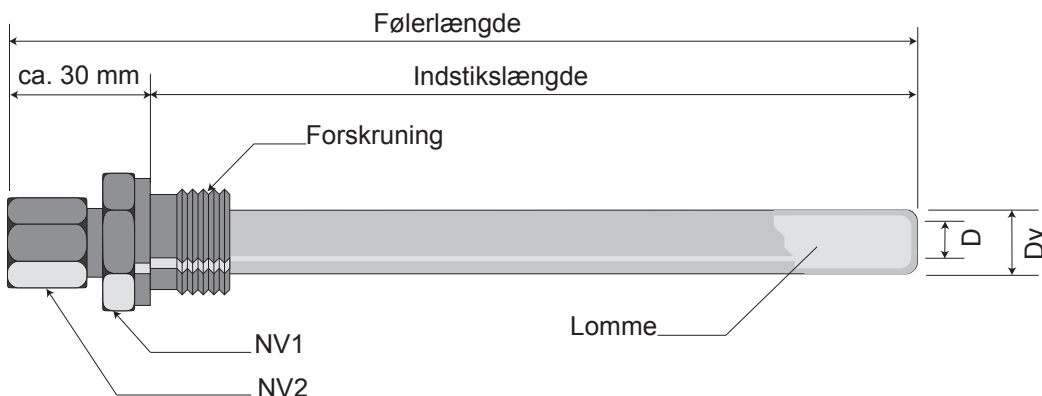 Følerlængde
ca. 30 mm
Indstikslængde
Forskruning
D
Dv
Lomme
NV1
NV2